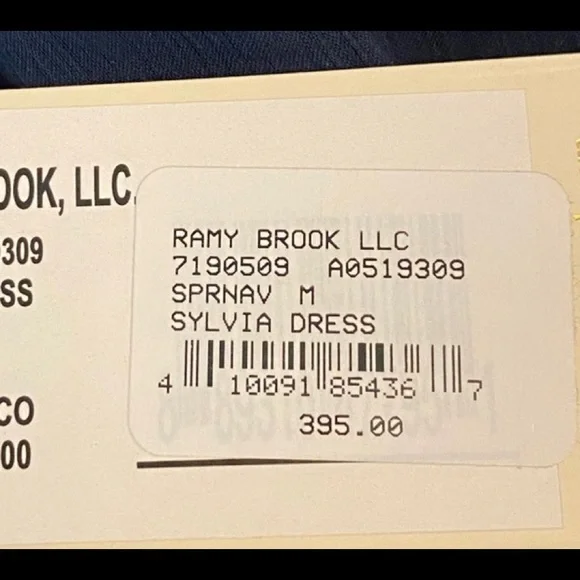 OOK, LLC.
309
SS
CO
00
RAMY BROOK LLC
7190509 A0519309
SPRNAV M
SYLVIA DRESS
4 10091 85436 7
395.00